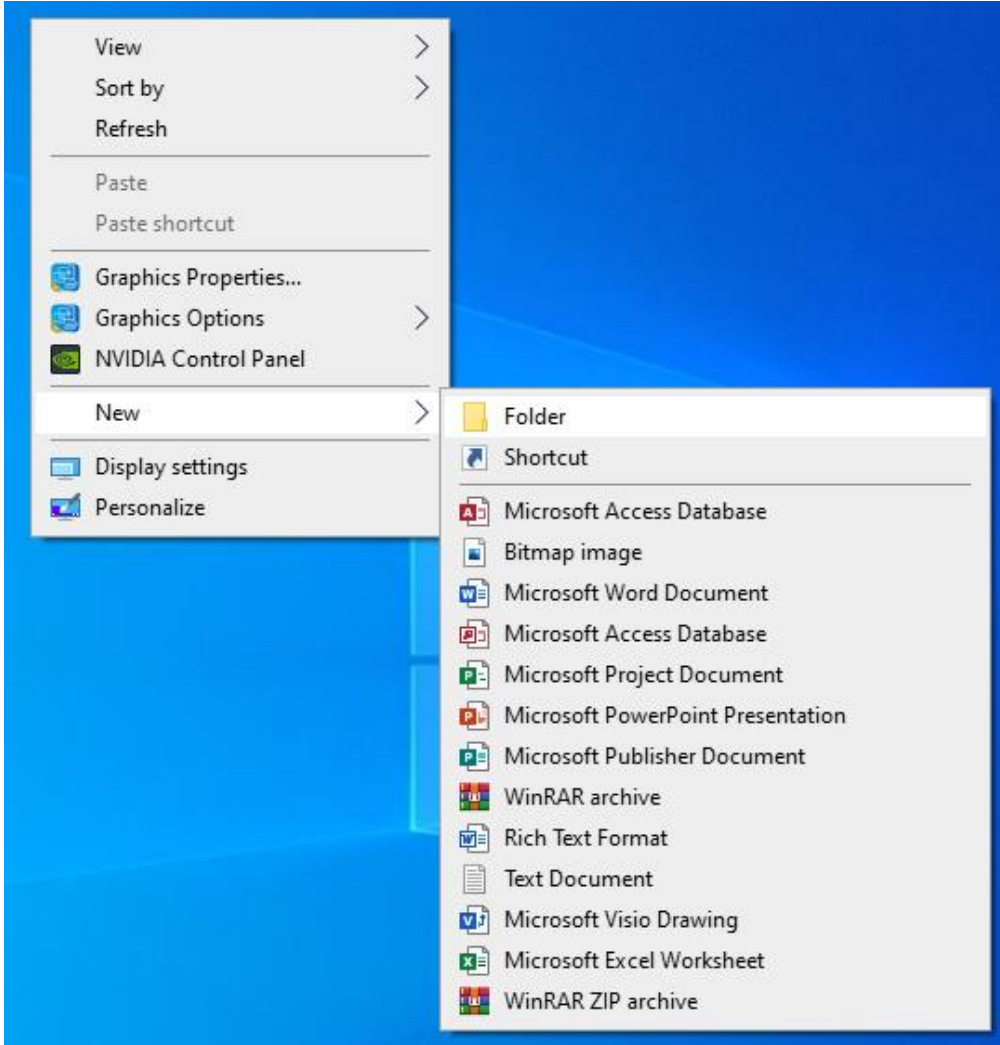 View
Sort by
Refresh
Paste
Paste shortcut
Graphics Properties...
Graphics Options
NVIDIA Control Panel
New
Display settings
Personalize
Folder
Shortcut
Microsoft Access Database
Bitmap image
Microsoft Word Document
Microsoft Access Database
Microsoft Project Document
Microsoft PowerPoint Presentation
Microsoft Publisher Document
WinRAR archive
Rich Text Format
Text Document
Microsoft Visio Drawing
Microsoft Excel Worksheet
WinRAR ZIP archive